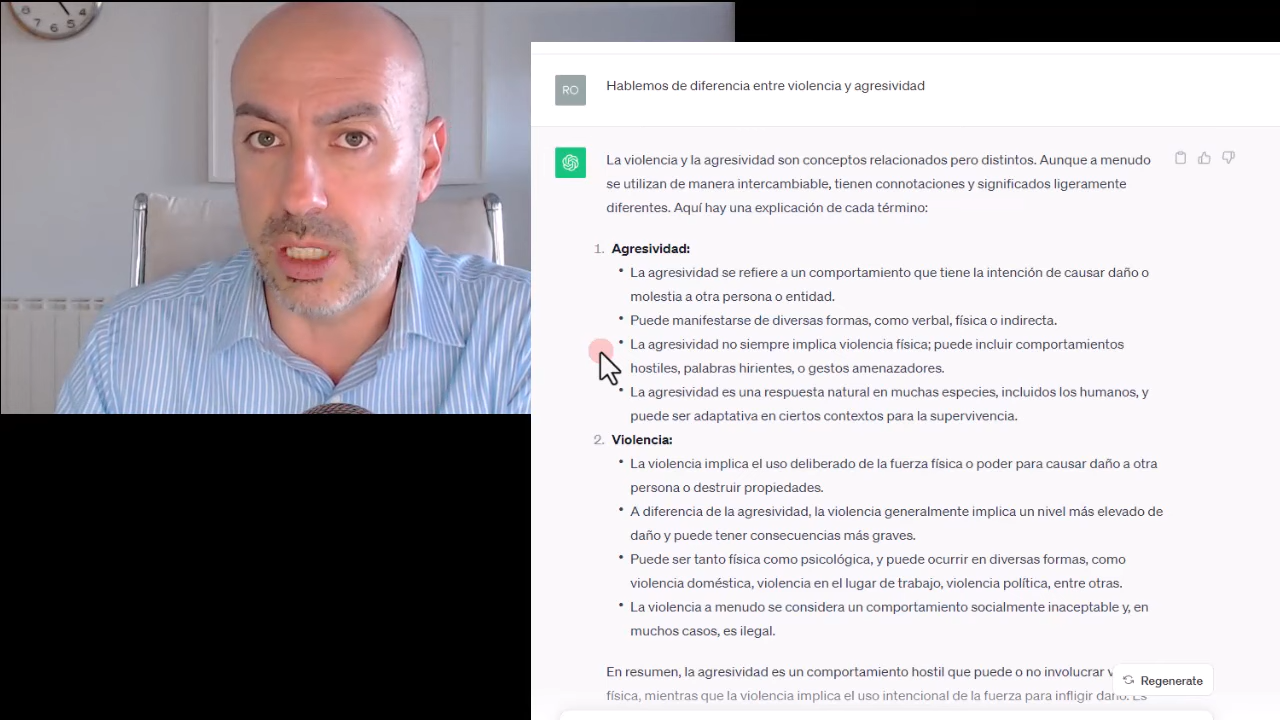 8
7
6
5
4
RO
Hablemos de diferencia entre violencia y agresividad
La violencia y la agresividad son conceptos relacionados pero distintos. Aunque a menudo
se utilizan de manera intercambiable, tienen connotaciones y significados ligeramente
diferentes. Aquí hay una explicación de cada término:
1. Agresividad:
• La agresividad se refiere a un comportamiento que tiene la intención de causar daño o
molestia a otra persona o entidad.
• Puede manifestarse de diversas formas, como verbal, física o indirecta.
• La agresividad no siempre implica violencia física; puede incluir comportamientos
hostiles, palabras hirientes, o gestos amenazadores.
• La agresividad es una respuesta natural en muchas especies, incluidos los humanos, y
puede ser adaptativa en ciertos contextos para la supervivencia.
2. Violencia:
• La violencia implica el uso deliberado de la fuerza física o poder para causar daño a otra
persona o destruir propiedades.
• A diferencia de la agresividad, la violencia generalmente implica un nivel más elevado de
daño y puede tener consecuencias más graves.
• Puede ser tanto física como psicológica, y puede ocurrir en diversas formas, como
violencia doméstica, violencia en el lugar de trabajo, violencia política, entre otras.
• La violencia a menudo se considera un comportamiento socialmente inaceptable y, en
muchos casos, es ilegal.
En resumen, la agresividad es un comportamiento hostil que puede o no involucrar
física, mientras que la violencia implica el uso intencional de la fuerza para infligir daño. Es
Regenerate